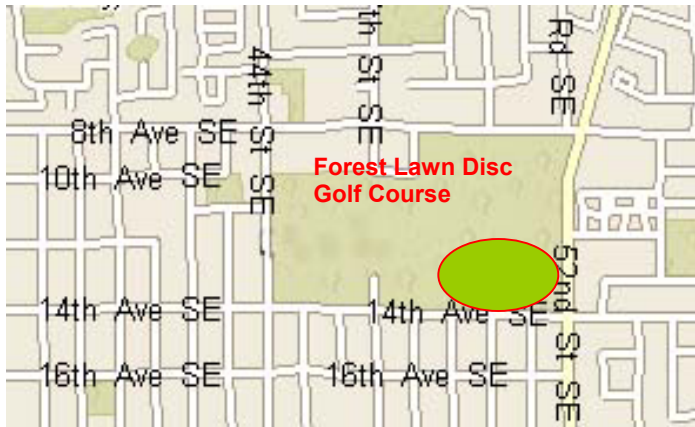 Rd SE
44th St SE
7th St SE
8th Ave SE
Forest Lawn Disc
Golf Course
10th Ave SE
52nd St SE
14th Ave SE
14th Ave SE
16th Ave SE
16th Ave SE